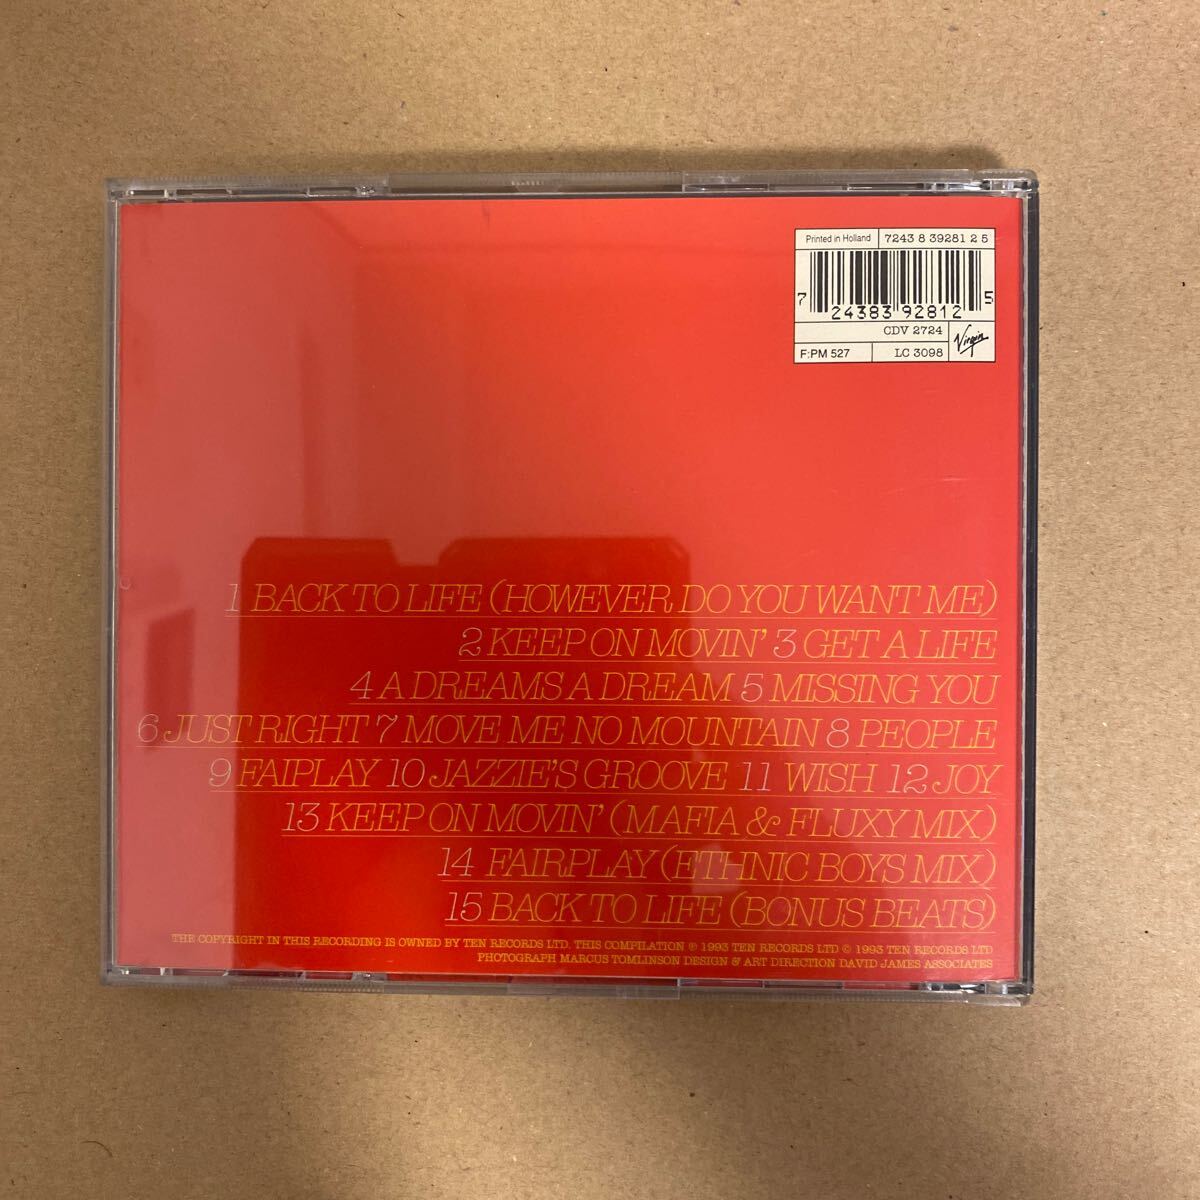 Printed in Holland 7243 8 39281 2 5
7 24383 92812 5
CDV 2724
F:PM 527 LC 3098 Virgin
1 BACK TO LIFE (HOWEVER DO YOU WANT ME)
2 KEEP ON MOVIN' 3 GET A LIFE
4 A DREAMS A DREAM 5 MISSING YOU
6 JUST RIGHT 7 MOVE ME NO MOUNTAIN 8 PEOPLE
9 FAIPLAY 10 JAZZIE'S GROOVE 11 WISH 12 JOY
13 KEEP ON MOVIN' (MAFIA & FLUXY MIX)
14 FAIRPLAY (ETHNIC BOYS MIX)
15 BACK TO LIFE (BONUS BEATS)
THE COPYRIGHT IN THIS RECORDING IS OWNED BY TEN RECORDS LTD. THIS COMPILATION ℗ 1993 TEN RECORDS LTD © 1993 TEN RECORDS LTD
PHOTOGRAPH MARCUS TOMLINSON DESIGN & ART DIRECTION DAVID JAMES ASSOCIATES